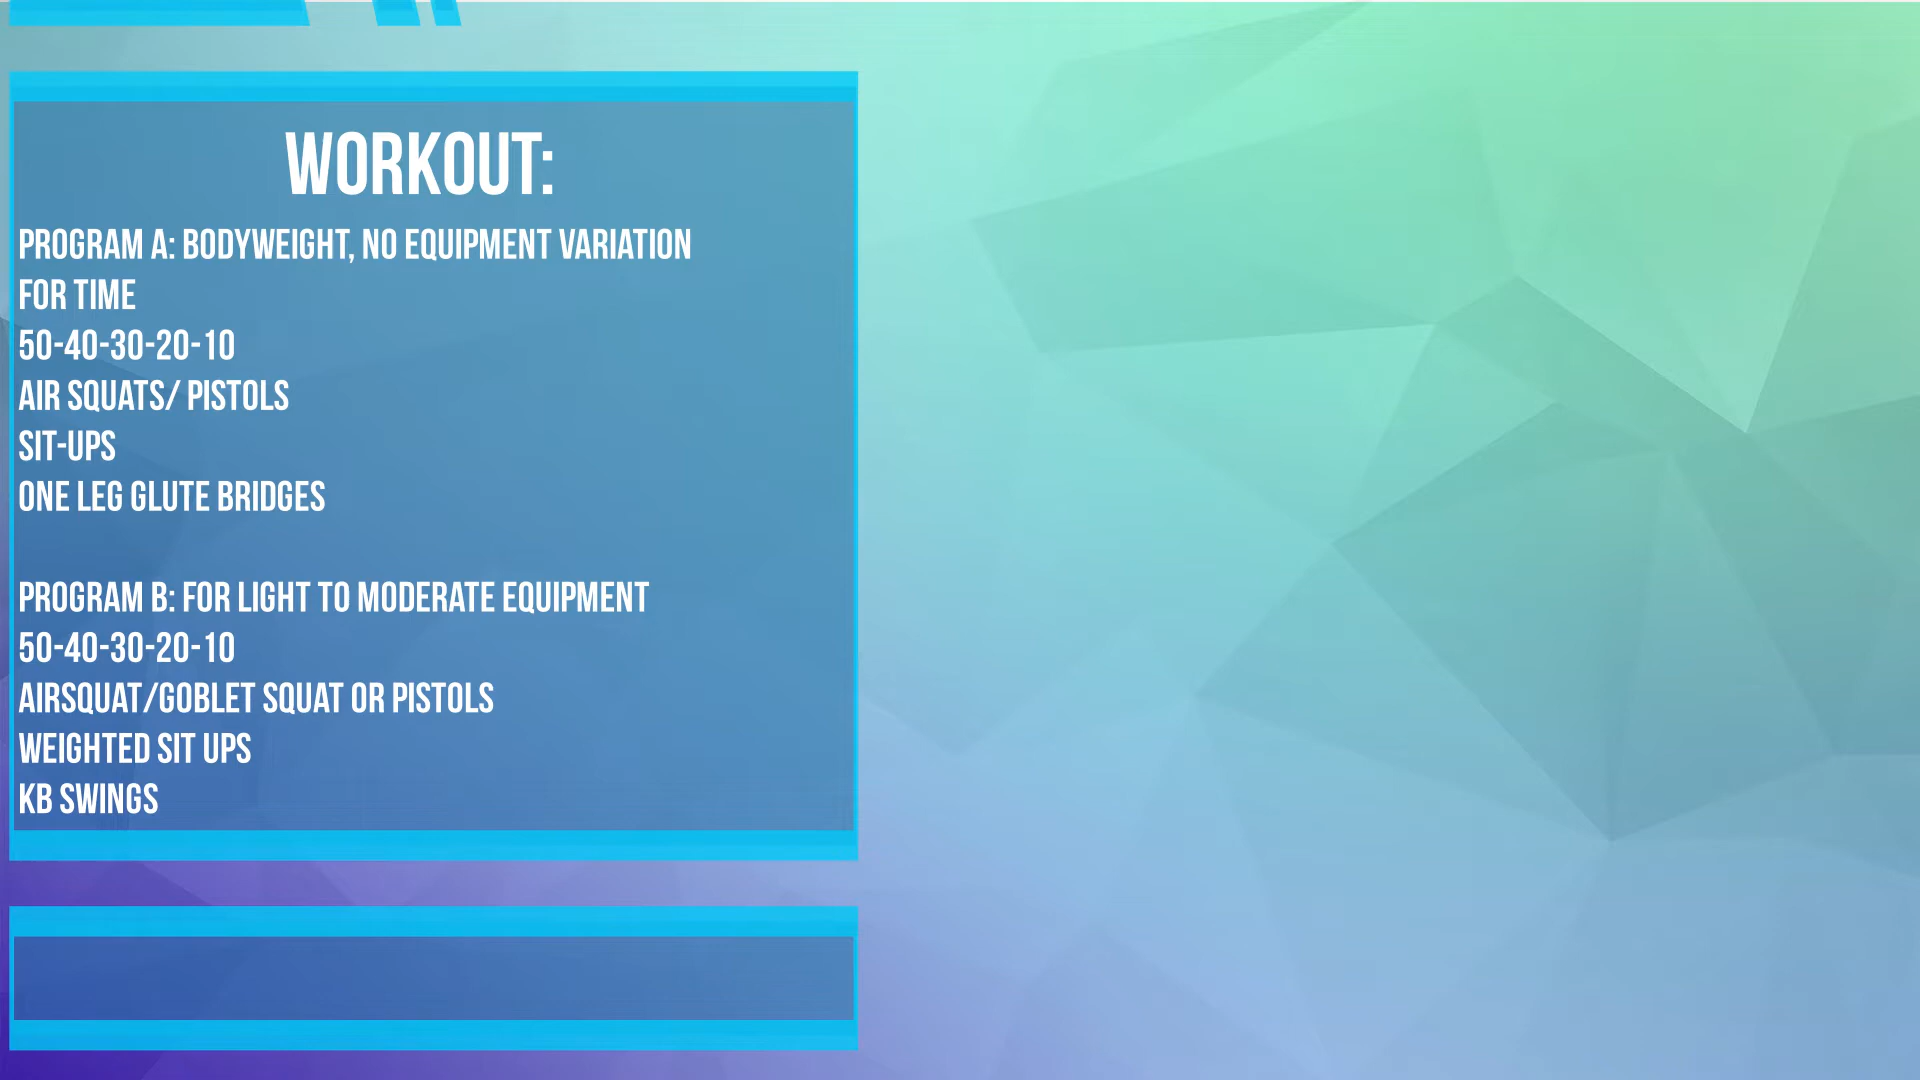 WORKOUT:
PROGRAM A: BODYWEIGHT, NO EQUIPMENT VARIATION
FOR TIME
50-40-30-20-10
AIR SQUATS/ PISTOLS
SIT-UPS
ONE LEG GLUTE BRIDGES
PROGRAM B: FOR LIGHT TO MODERATE EQUIPMENT
50-40-30-20-10
AIRSQUAT/GOBLET SQUAT OR PISTOLS
WEIGHTED SIT UPS
KB SWINGS